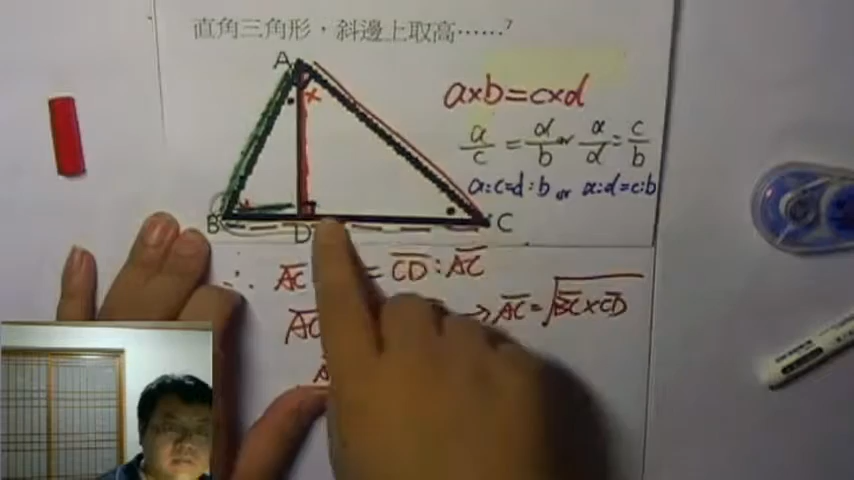 直角三角形，斜邊上取高……?
A
×
a×b=c×d
a/c = d/b or a/d = c/b
a:c=d:b or a:d=c:b
B
D
C
∴ AC = CD : AC
AC → AC = √BC×CD